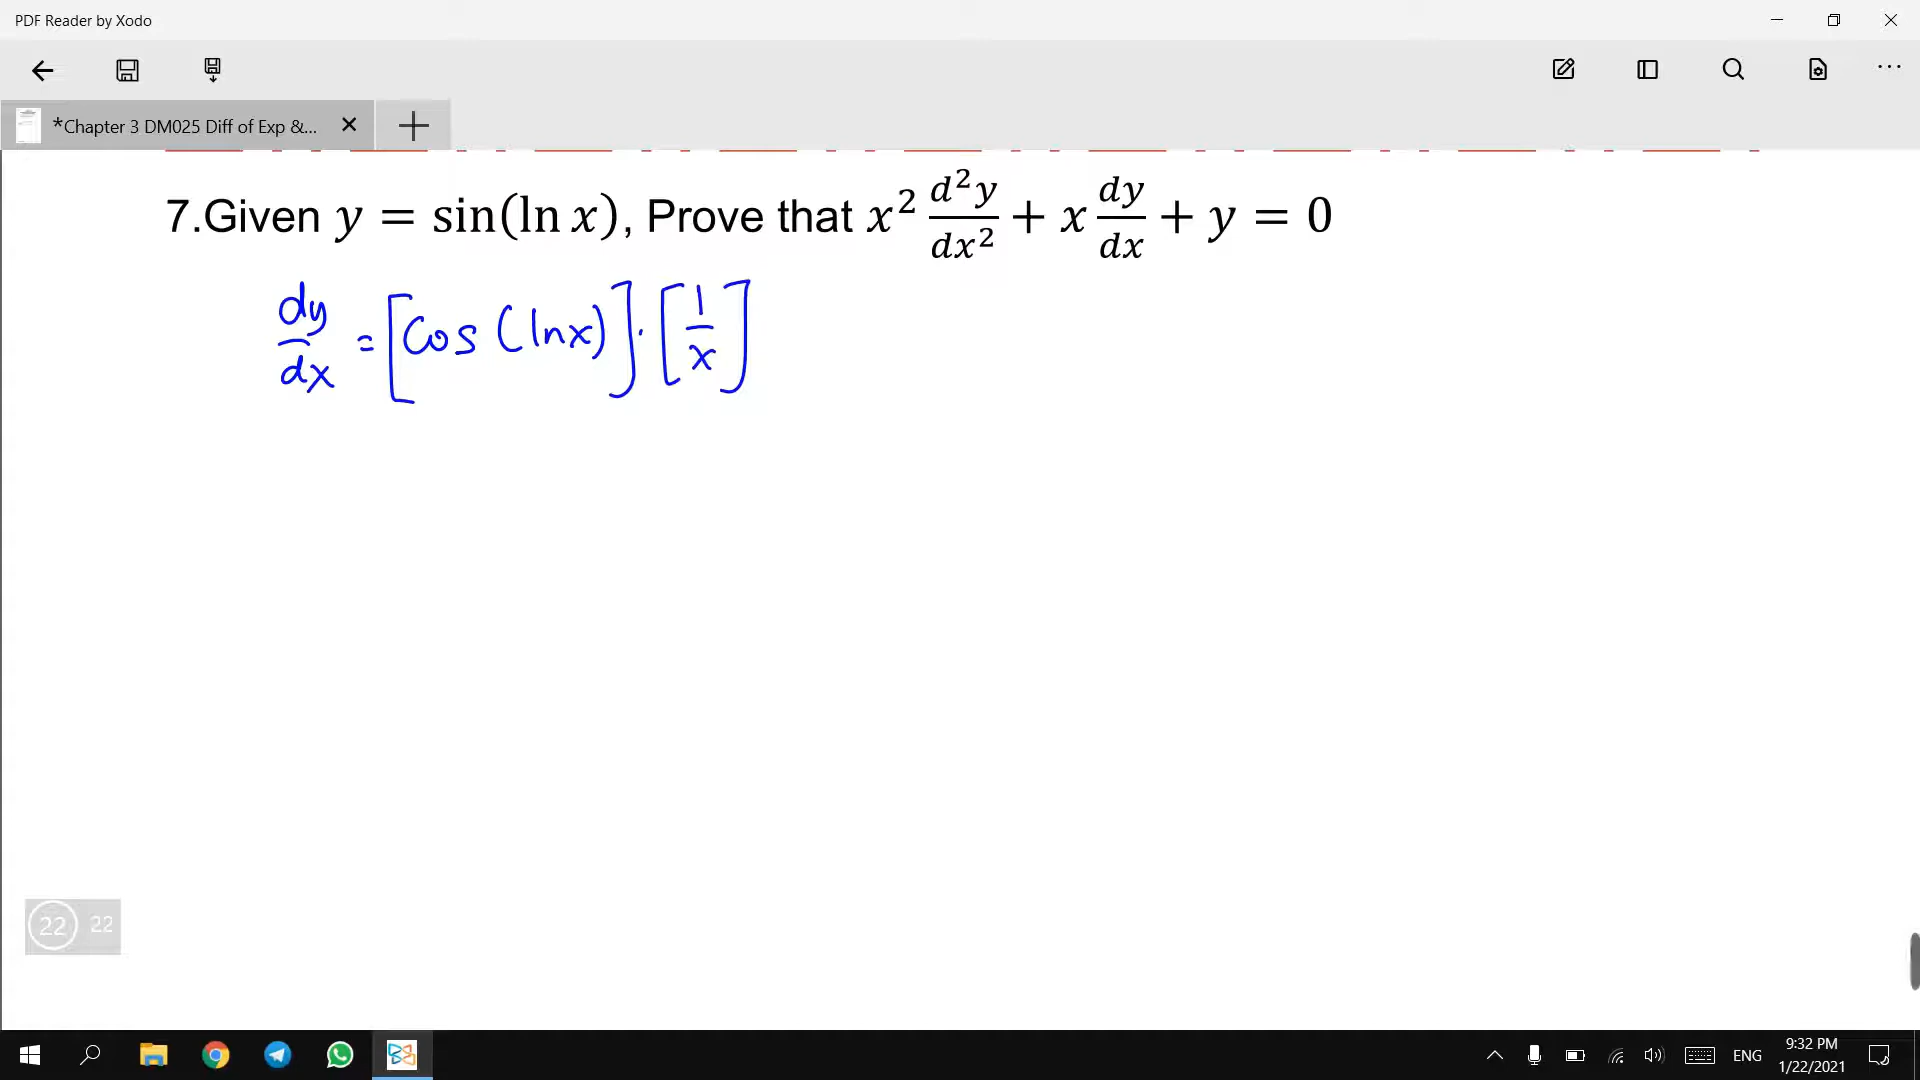 PDF Reader by Xodo
*Chapter 3 DM025 Diff of Exp &...
7.Given y = sin(ln x), Prove that x² d²y/dx² + x dy/dx + y = 0
dy/dx = [cos (lnx)] · [1/x]
22 22
ENG
9:32 PM
1/22/2021